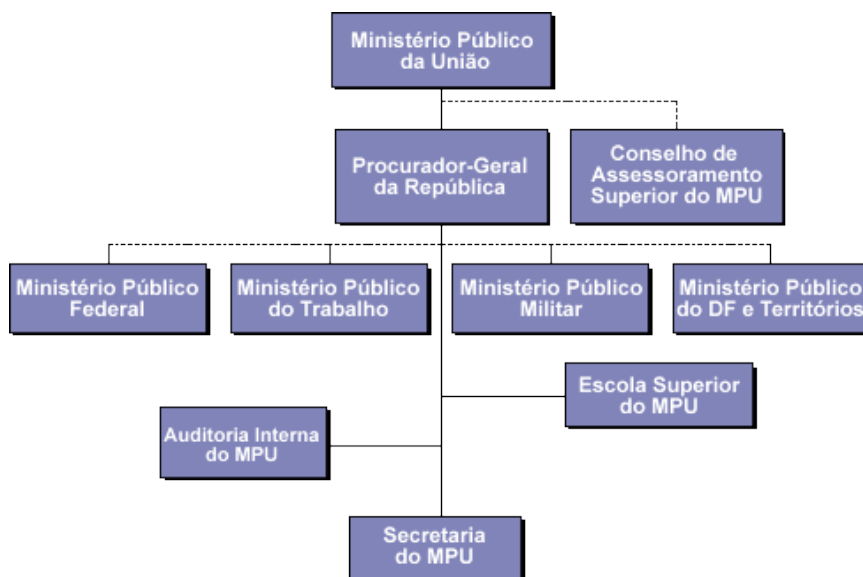 Ministério Público
da União
Procurador-Geral
da República
Conselho de
Assessoramento
Superior do MPU
Ministério Público
Federal
Ministério Público
do Trabalho
Ministério Público
Militar
Ministério Público
do DF e Territórios
Escola Superior
do MPU
Auditoria Interna
do MPU
Secretaria
do MPU